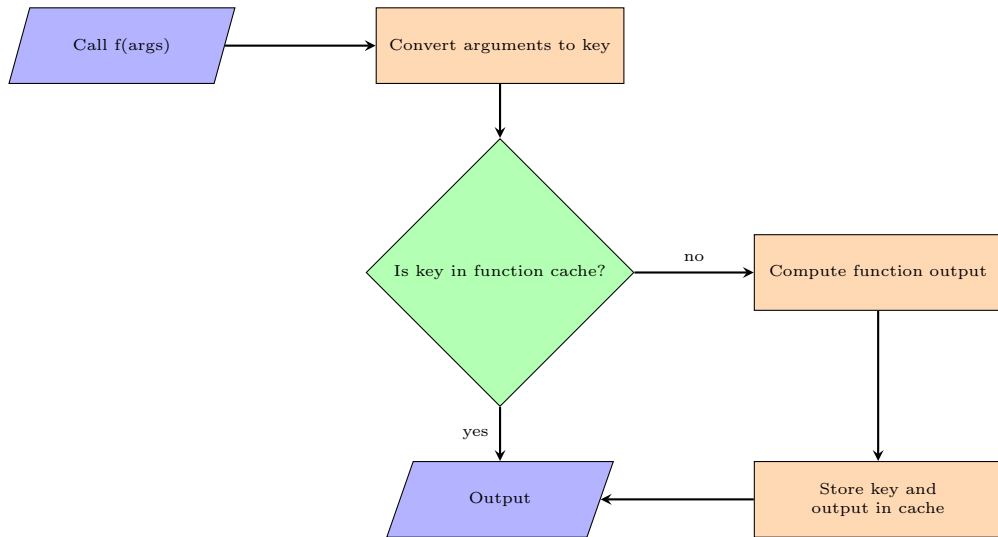 Call f(args)
Convert arguments to key
Is key in function cache?
no
Compute function output
yes
Output
Store key and
output in cache